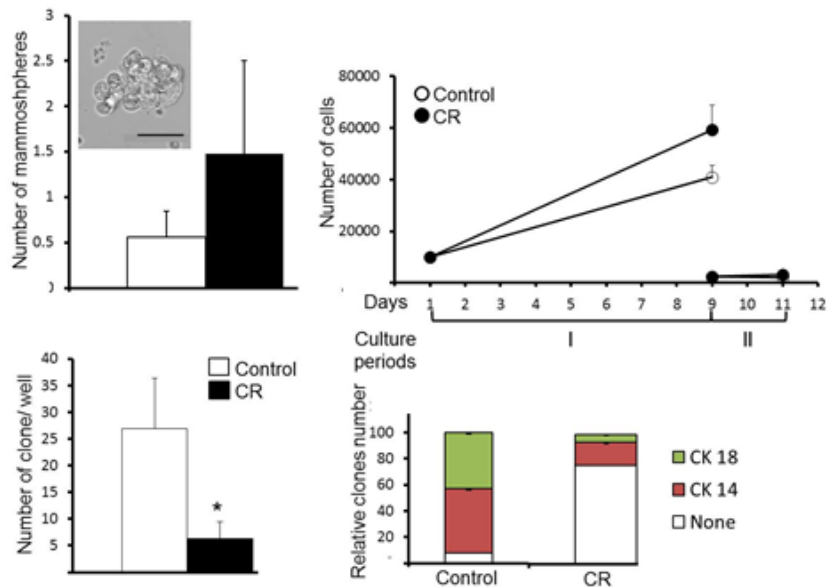 Number of mammoshpheres
3
2.5
2
1.5
1
0.5
Number of cells
80000
60000
40000
20000
Control
CR
Days 1 2 3 4 5 6 7 8 9 10 11 12
Culture periods
I II
Number of clone/ well
40
35
30
25
20
15
10
5
Control
CR
*
Relative clones number
100
80
60
40
20
Control CR
CK 18
CK 14
None